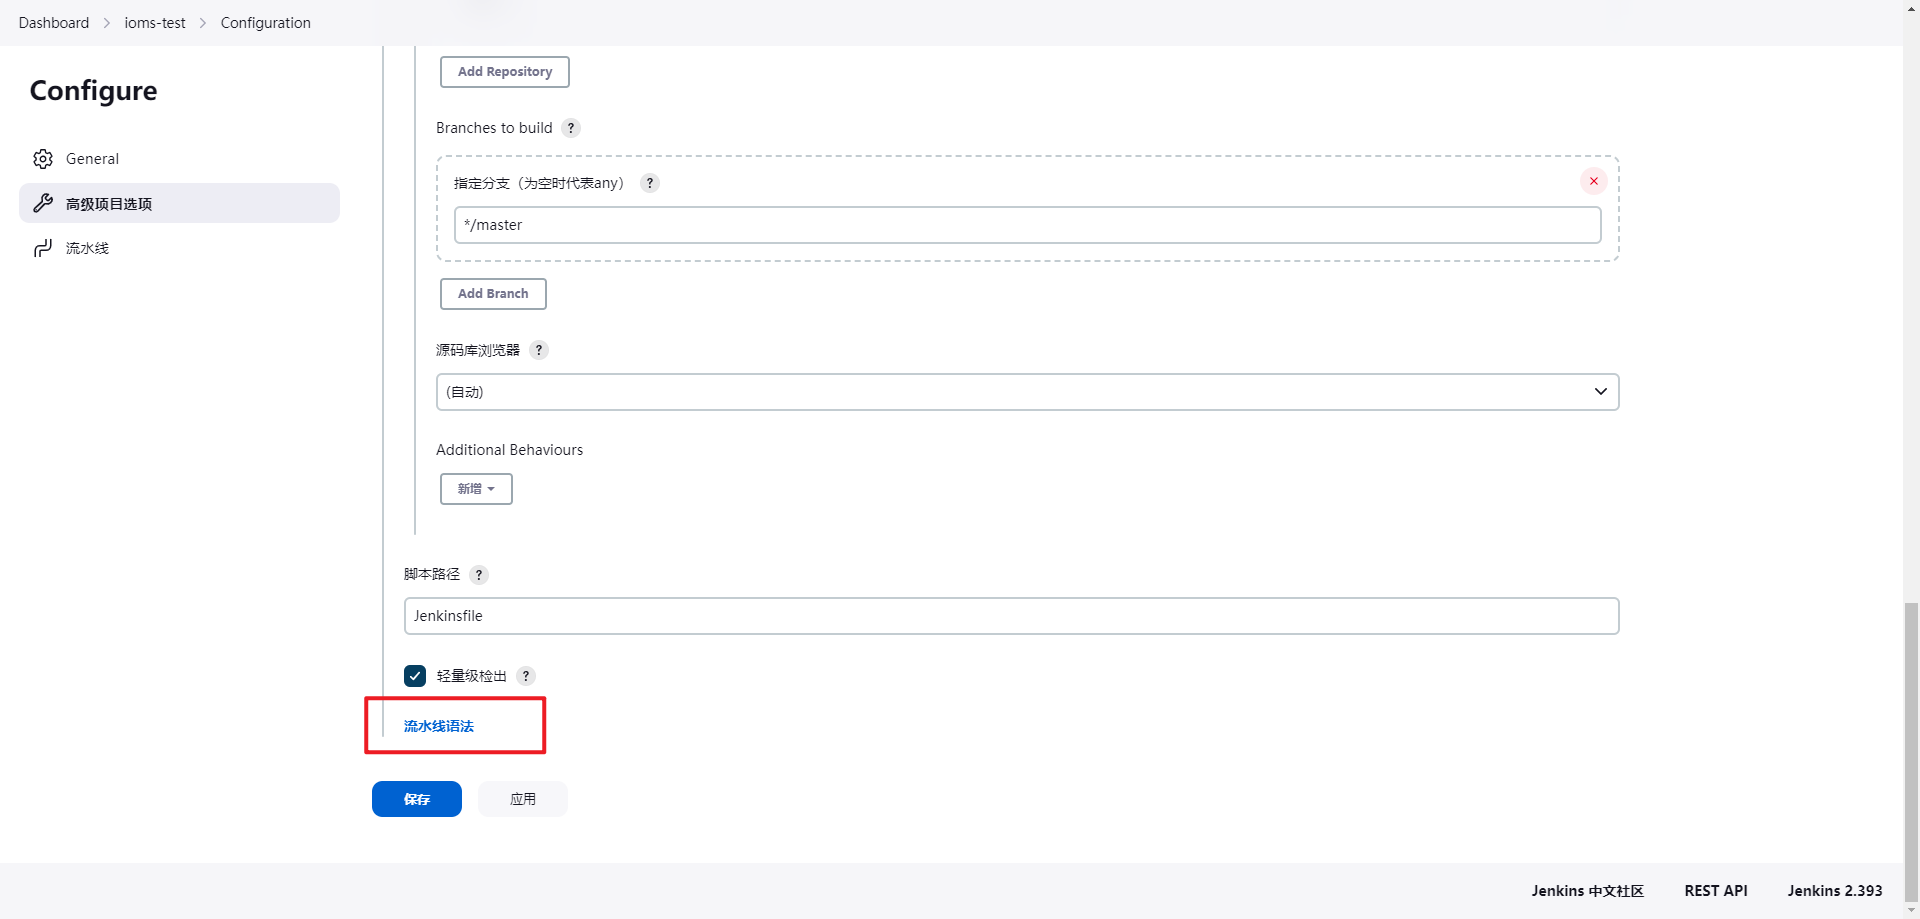 Dashboard > ioms-test > Configuration
Configure
General
高级项目选项
流水线
Add Repository
Branches to build ?
指定分支（为空时代表any） ?
*/master
Add Branch
源码库浏览器 ?
(自动)
Additional Behaviours
新增
脚本路径 ?
Jenkinsfile
轻量级检出 ?
流水线语法
保存 应用
Jenkins 中文社区 REST API Jenkins 2.393